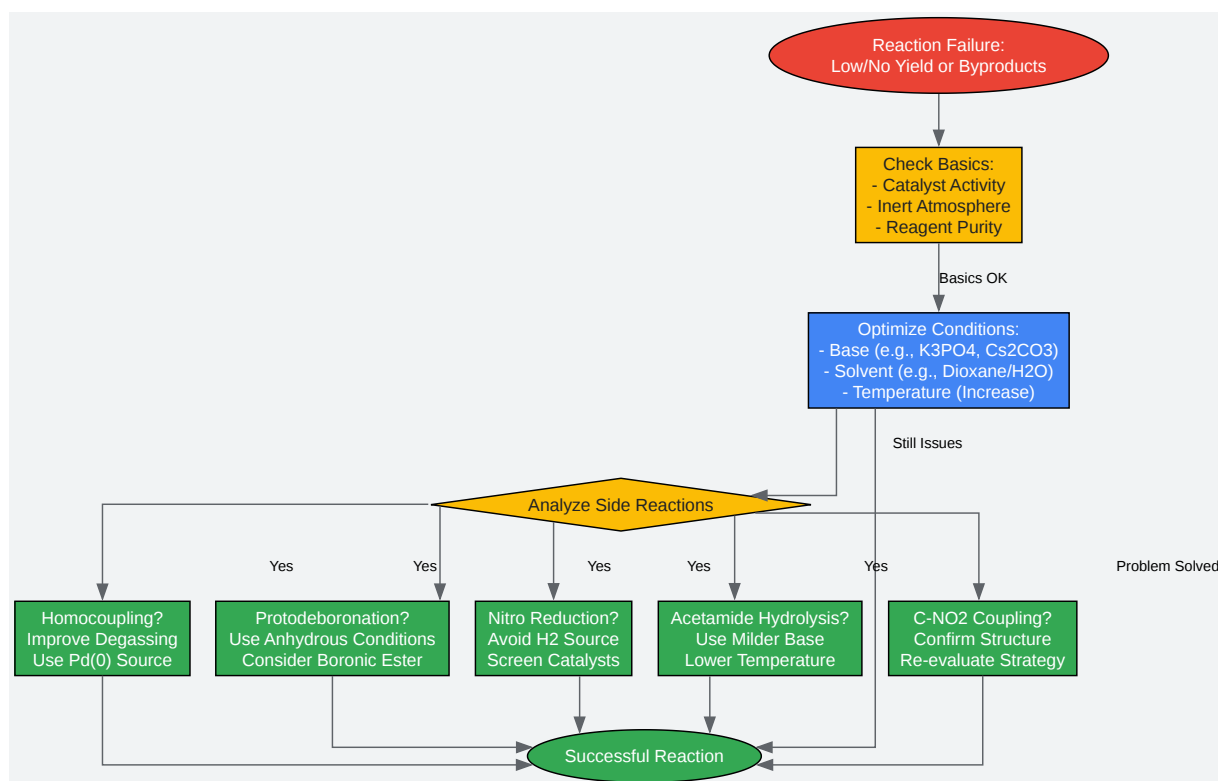 Reaction Failure:
Low/No Yield or Byproducts
Check Basics:
- Catalyst Activity
- Inert Atmosphere
- Reagent Purity
Basics OK
Optimize Conditions:
- Base (e.g., K3PO4, Cs2CO3)
- Solvent (e.g., Dioxane/H2O)
- Temperature (Increase)
Still Issues
Analyze Side Reactions
Yes
Yes
Yes
Yes
Yes
Problem Solved
Homocoupling?
Improve Degassing
Use Pd(0) Source
Protodeboronation?
Use Anhydrous Conditions
Consider Boronic Ester
Nitro Reduction?
Avoid H2 Source
Screen Catalysts
Acetamide Hydrolysis?
Use Milder Base
Lower Temperature
C-NO2 Coupling?
Confirm Structure
Re-evaluate Strategy
Successful Reaction